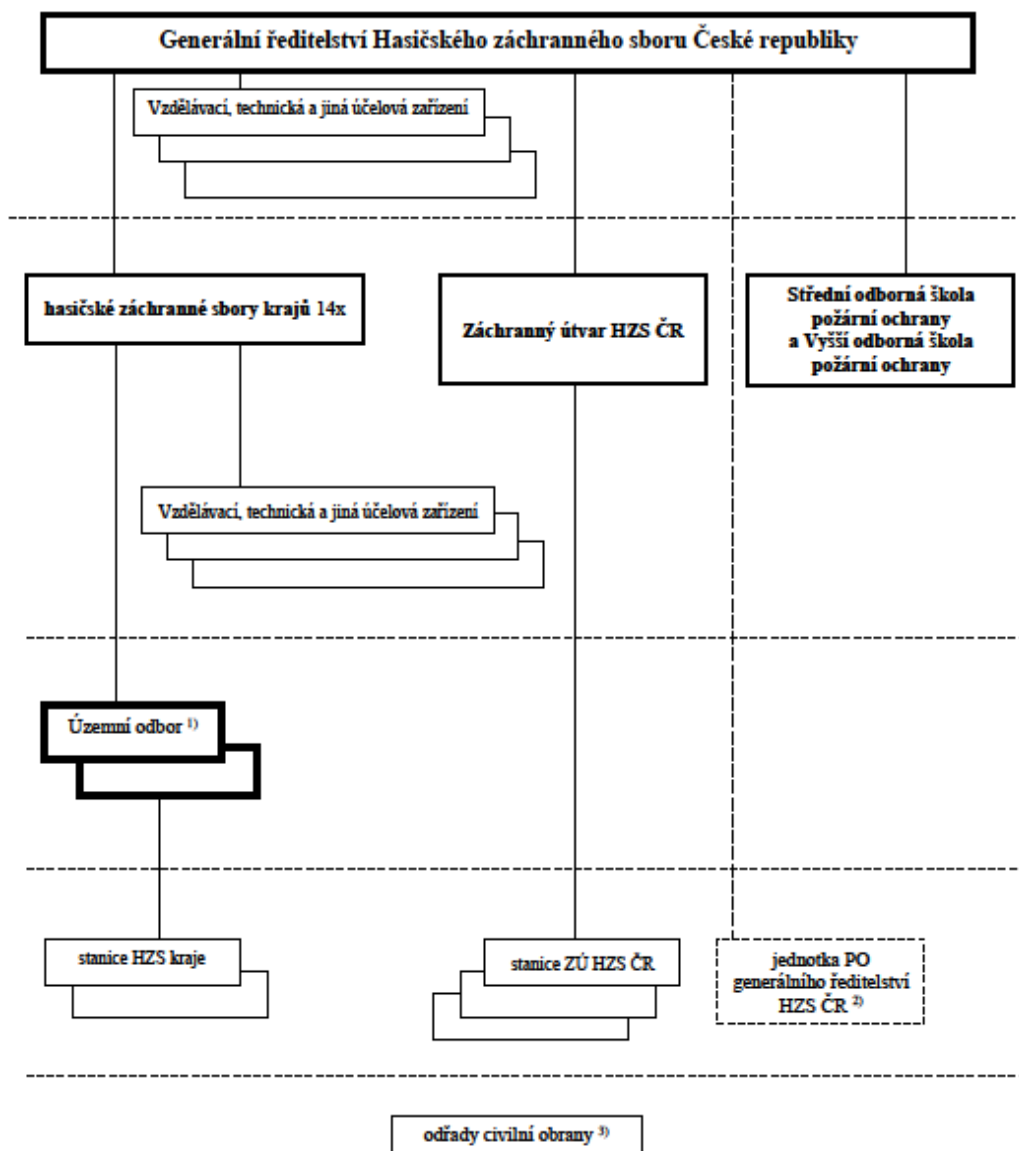 Generální ředitelství Hasičského záchranného sboru České republiky
Vzdělávací, technická a jiná účelová zařízení
hasičské záchranné sbory krajů 14x
Záchranný útvar HZS ČR
Střední odborná škola
požární ochrany
a Vyšší odborná škola
požární ochrany
Vzdělávací, technická a jiná účelová zařízení
Územní odbor 1)
stanice HZS kraje
stanice ZÚ HZS ČR
jednotka PO
generálního ředitelství
HZS ČR 2)
odřady civilní obrany 3)